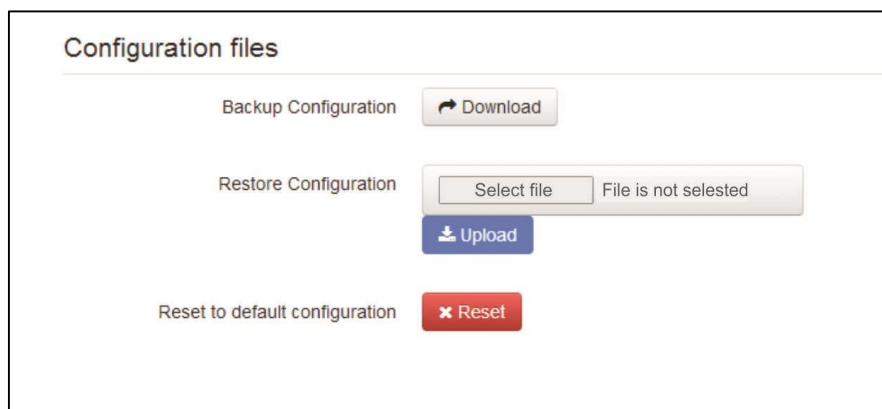 Configuration files
Backup Configuration Download
Restore Configuration Select file File is not selested
Upload
Reset to default configuration Reset